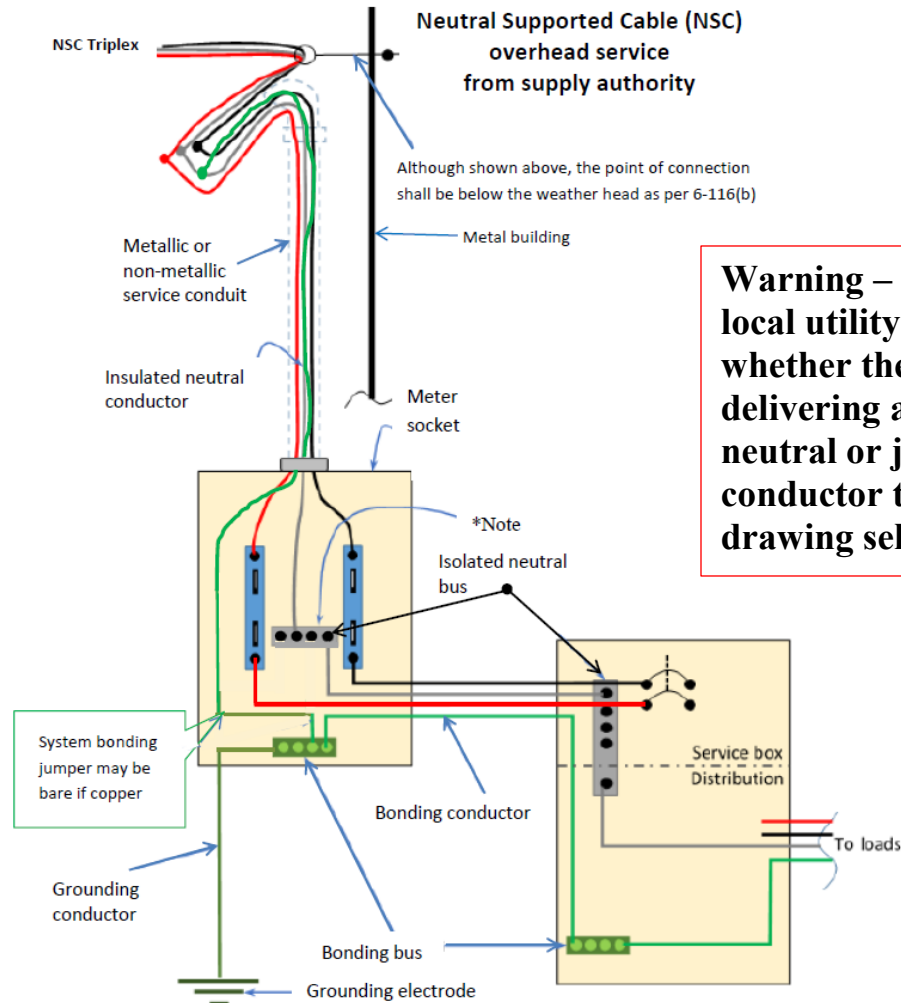 Neutral Supported Cable (NSC)
overhead service
from supply authority
NSC Triplex
Although shown above, the point of connection
shall be below the weather head as per 6-116(b)
Metal building
Metallic or
non-metallic
service conduit
Warning –
local utility
whether the
delivering a
neutral or j
conductor t
drawing sel
Insulated neutral
conductor
Meter
socket
*Note
Isolated neutral
bus
System bonding
jumper may be
bare if copper
Service box
Distribution
Bonding conductor
To loads
Grounding
conductor
Bonding bus
Grounding electrode